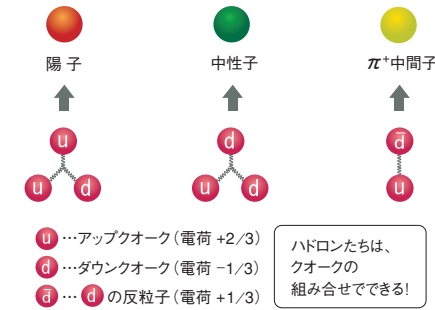 陽子 中性子 π⁺中間子
u d d̄
u d u d u
u…アップクオーク(電荷 +2/3)
d…ダウンクオーク(電荷 −1/3)
d̄…dの反粒子(電荷 +1/3)
ハドロンたちは、
クオークの
組み合せでできる!